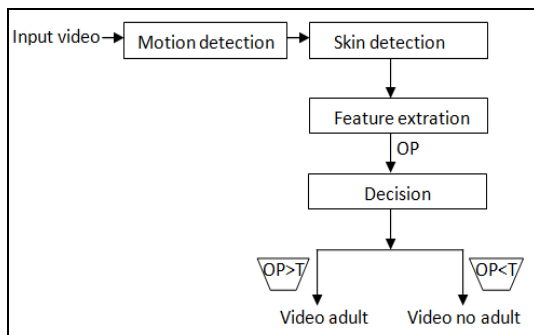 Input video
Motion detection
Skin detection
Feature extration
OP
Decision
OP>T
OP<T
Video adult
Video no adult